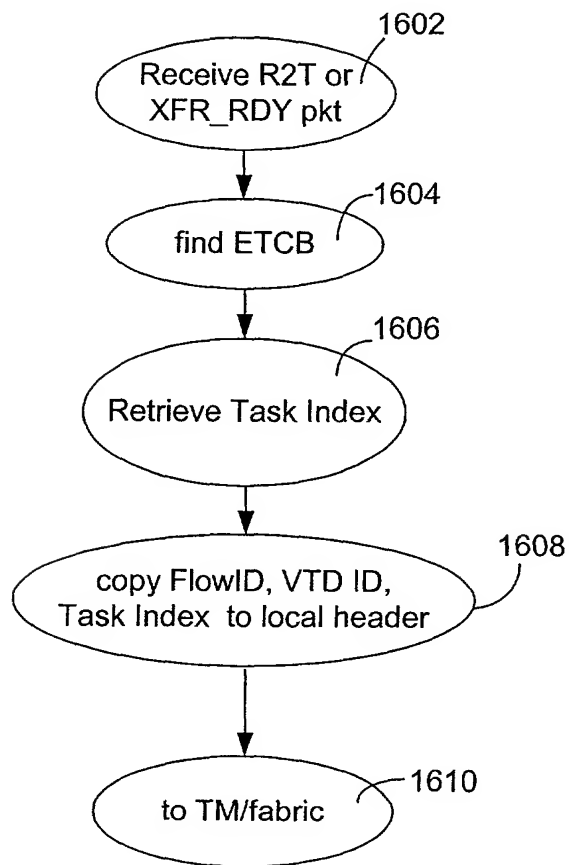 1602
Receive R2T or
XFR_RDY pkt
1604
find ETCB
1606
Retrieve Task Index
1608
copy FlowID, VTD ID,
Task Index to local header
1610
to TM/fabric